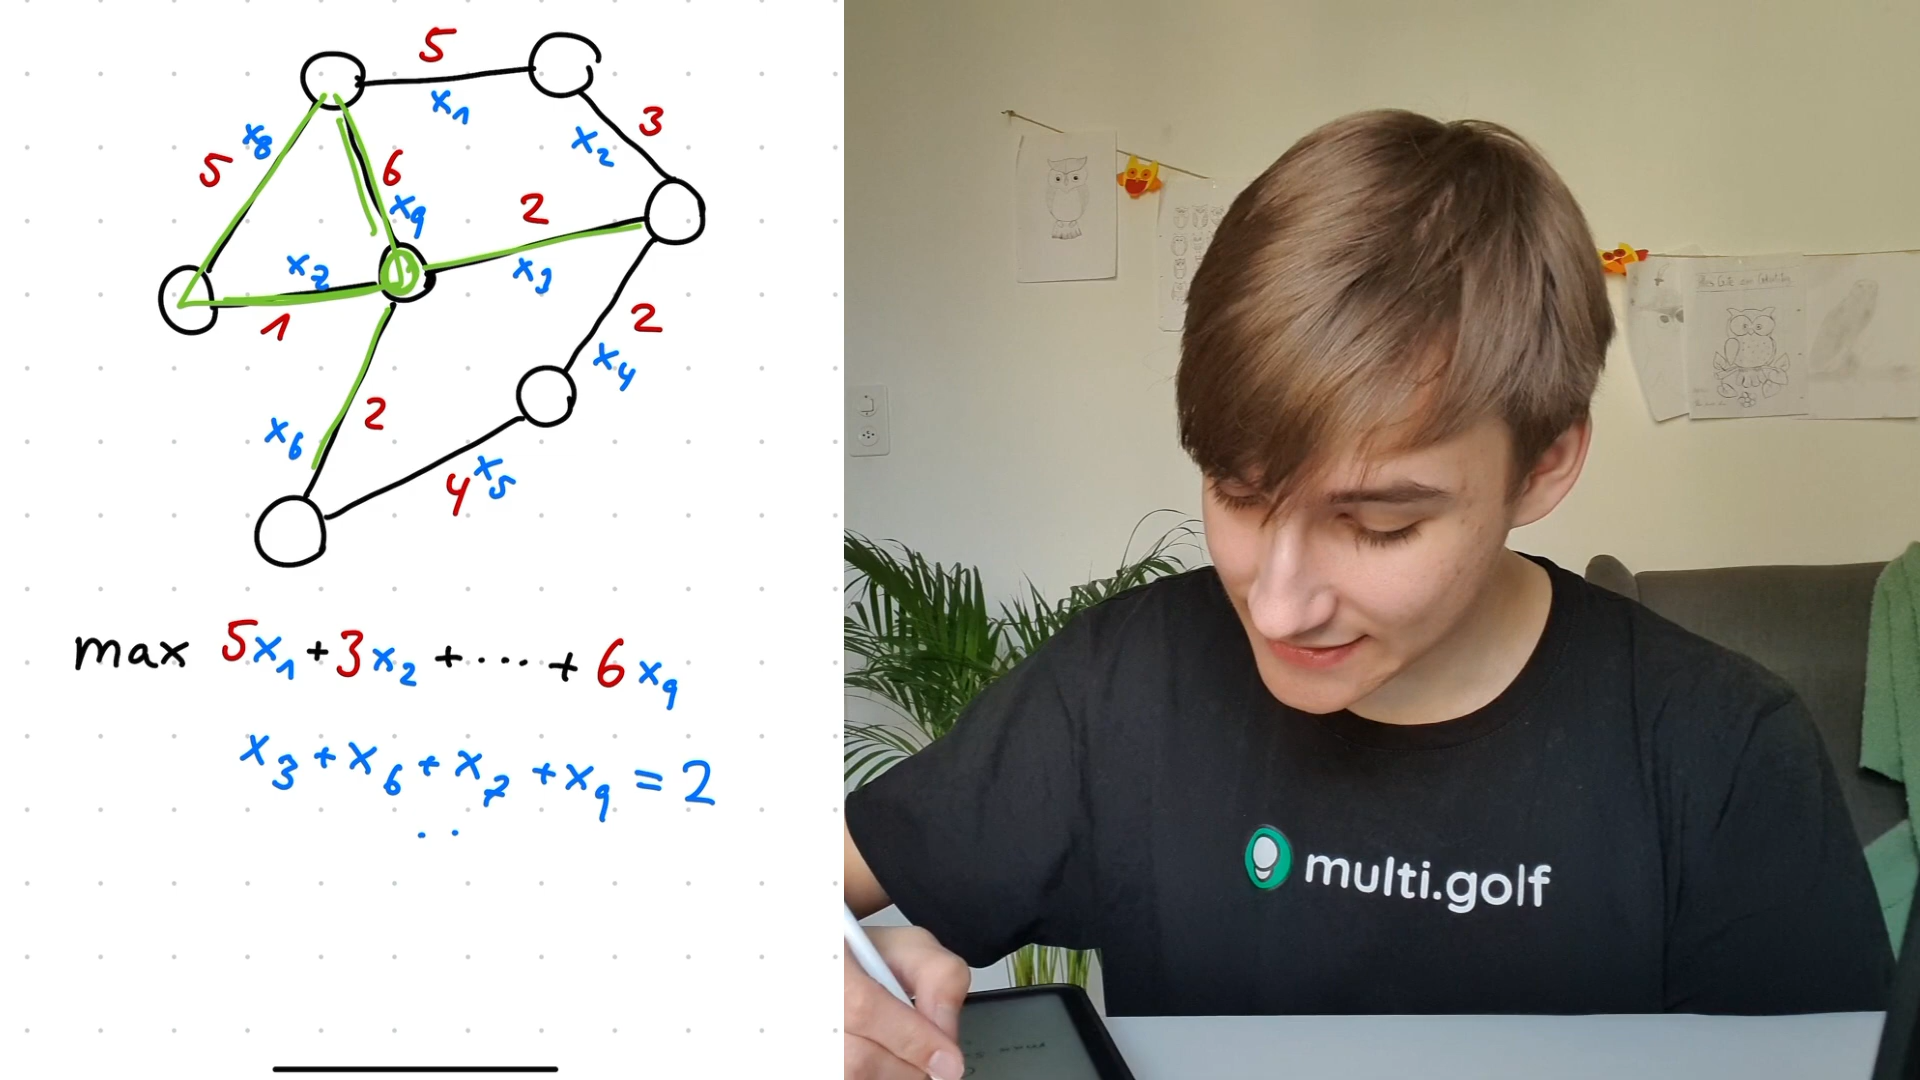 5
x₁
3
x₂
x₈
5
6
x₉
2
x₃
x₇
1
2
x₄
2
x₆
4
x₅
max 5x₁ + 3x₂ + ... + 6x₉
x₃ + x₆ + x₇ + x₉ = 2
..
multi.golf